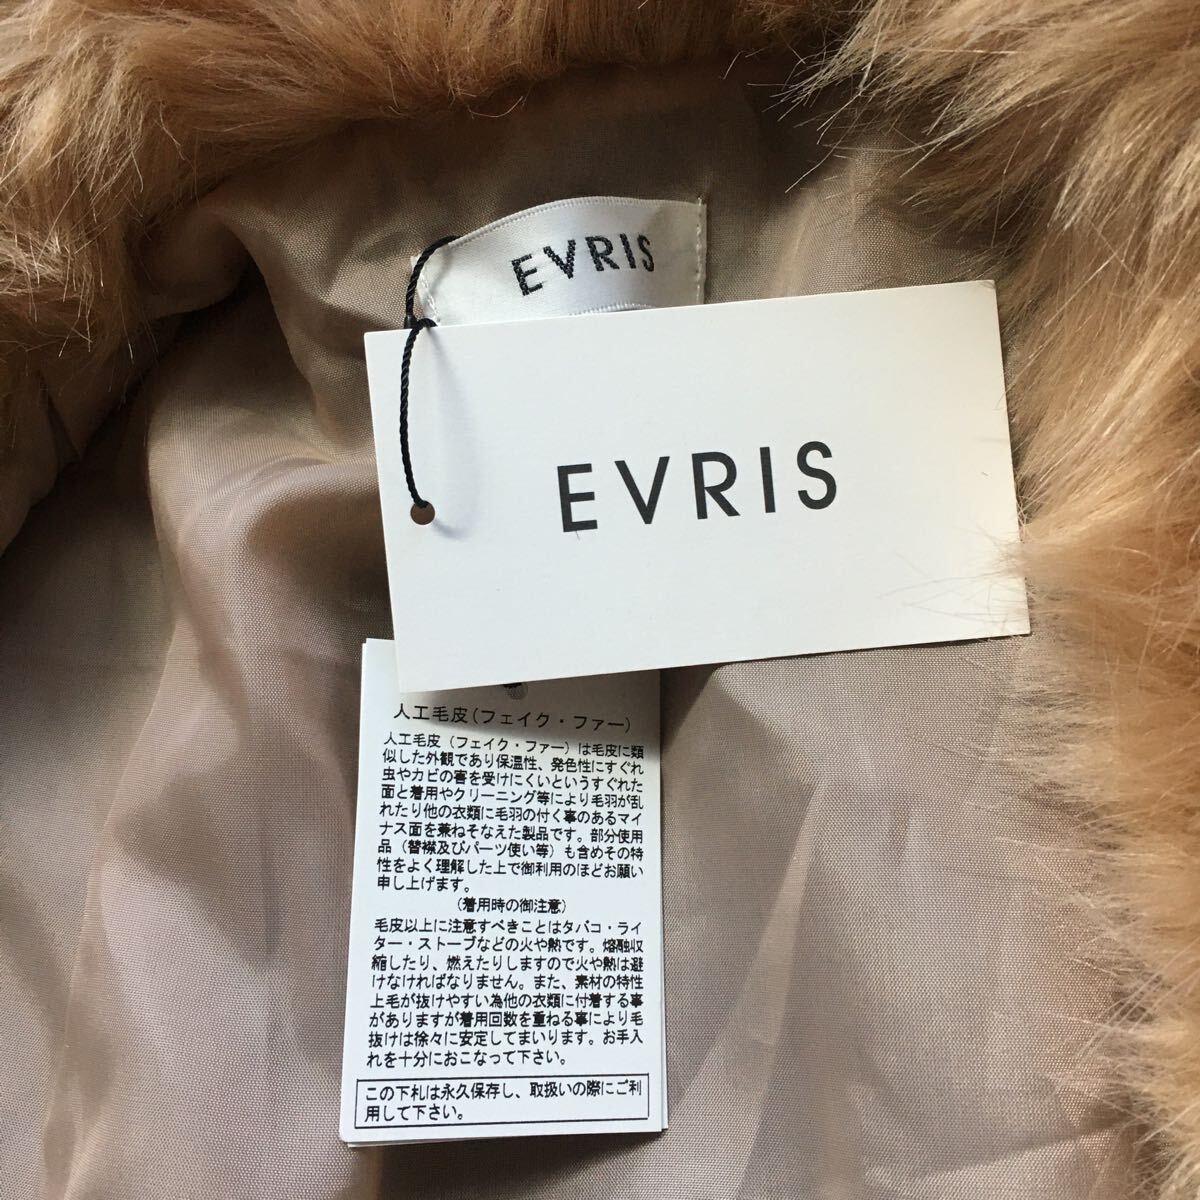 EVRIS
EVRIS
人工毛皮(フェイク・ファー)
人工毛皮(フェイク・ファー)は毛皮に類
似した外観であり保温性、発色性にすぐれ
虫やカビの害を受けにくいというすぐれた
面と着用やクリーニング等により毛羽が乱
れたり他の衣類に毛羽の付く事のあるマイ
ナス面を兼ねそなえた製品です。部分使用
品(替襟及びパーツ使い等)も含めその特
性をよく理解した上で御利用のほどお願い
申し上げます。
(着用時の御注意)
毛皮以上に注意すべきことはタバコ・ライ
ター・ストーブなどの火や熱です。熔融収
縮したり、燃えたりしますので火や熱は避
けなければなりません。また、素材の特性
上毛が抜けやすい為他の衣類に付着する事
がありますが着用回数を重ねる事により毛
抜けは徐々に安定してまいります。お手入
れを十分におこなって下さい。
この下札は永久保存し、取扱いの際にご利
用して下さい。